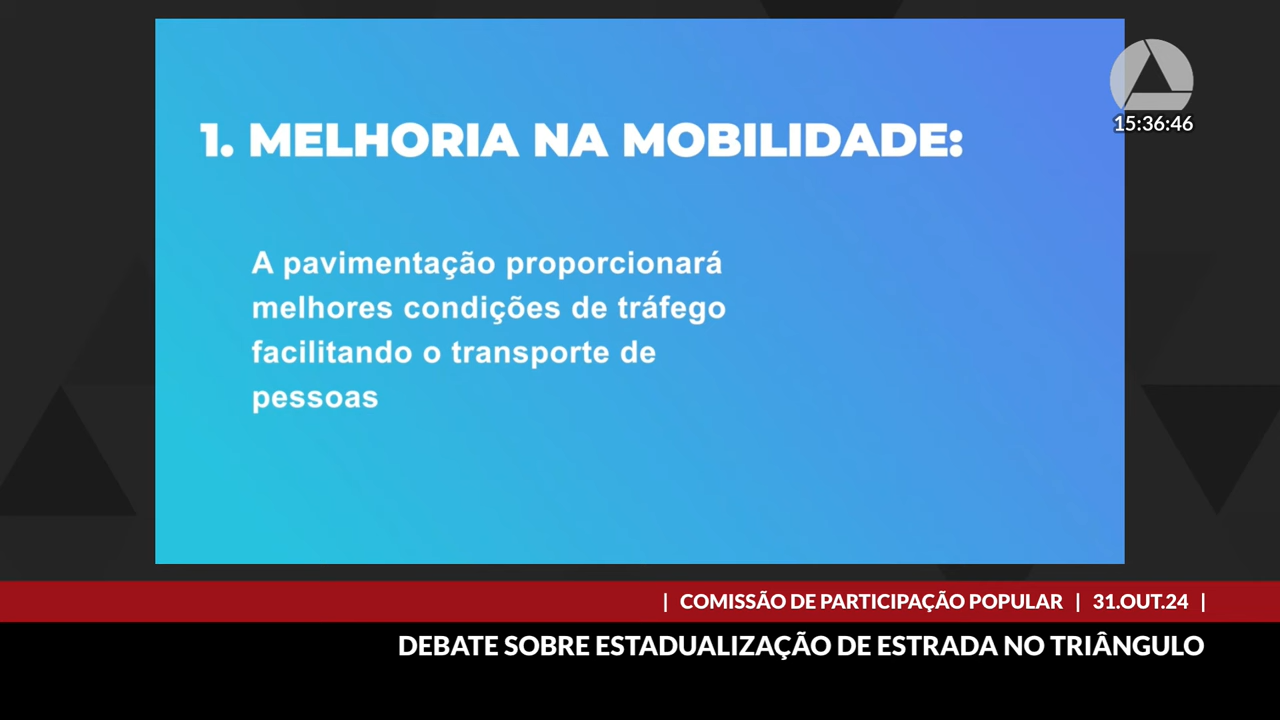 1. MELHORIA NA MOBILIDADE:
15:36:46
A pavimentação proporcionará
melhores condições de tráfego
facilitando o transporte de
pessoas
| COMISSÃO DE PARTICIPAÇÃO POPULAR | 31.OUT.24 |
DEBATE SOBRE ESTADUALIZAÇÃO DE ESTRADA NO TRIÂNGULO